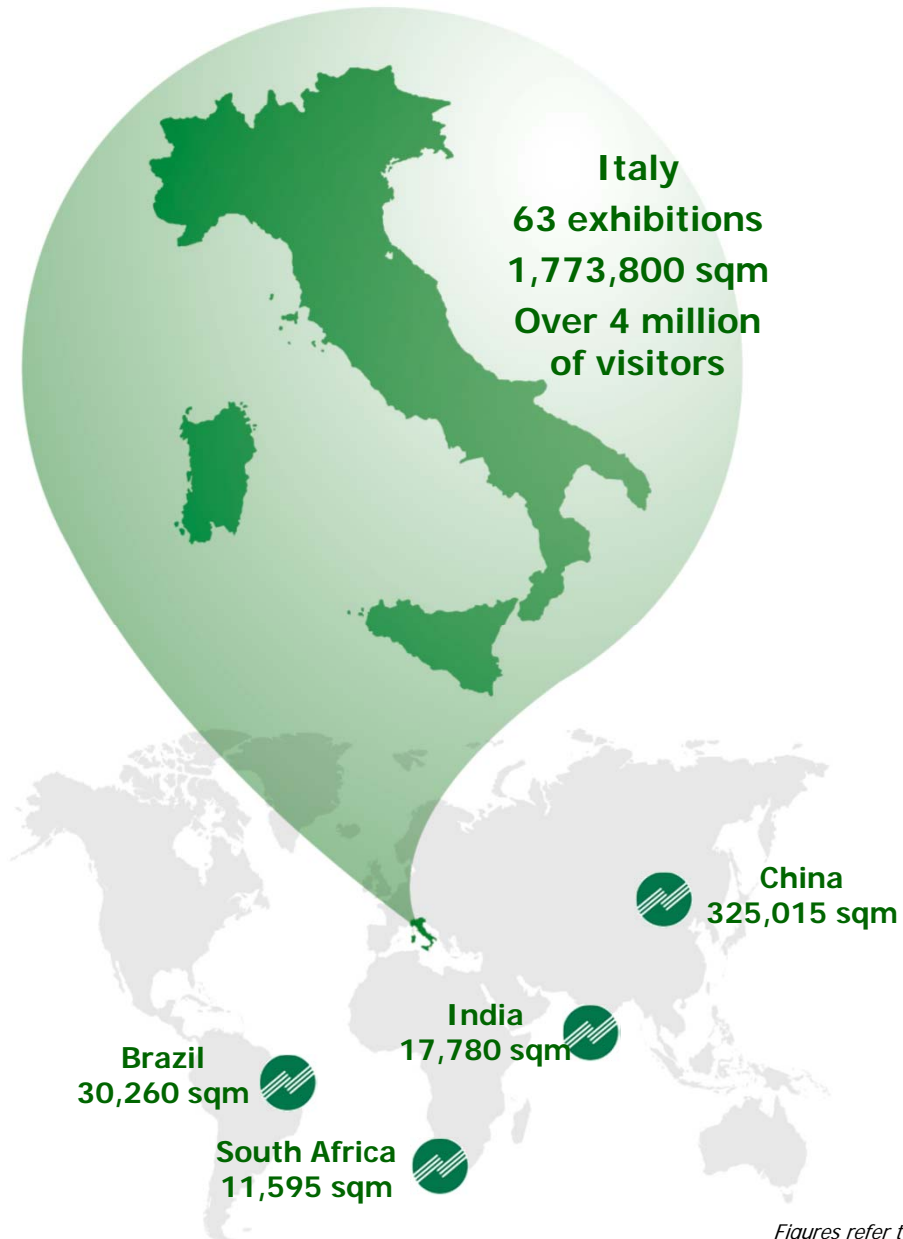 Italy
63 exhibitions
1,773,800 sqm
Over 4 million
of visitors
China
325,015 sqm
India
17,780 sqm
Brazil
30,260 sqm
South Africa
11,595 sqm
Figures refer t